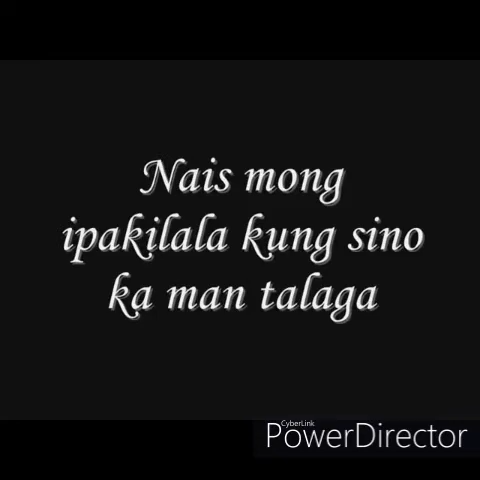 Nais mong
ipakilala kung sino
ka man talaga
CyberLink
PowerDirector